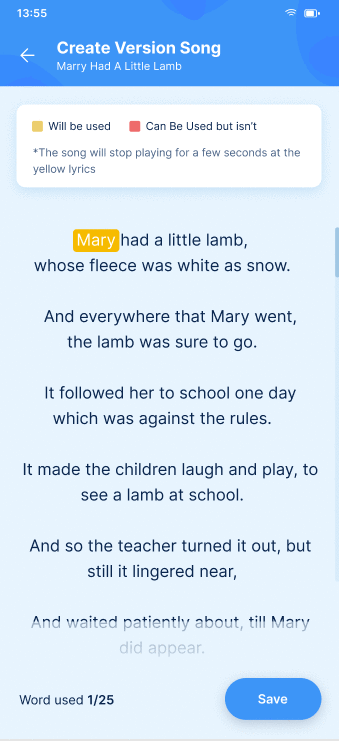 13:55
Create Version Song
Marry Had A Little Lamb
Will be used
Can Be Used but isn't
*The song will stop playing for a few seconds at the
yellow lyrics
Mary had a little lamb,
whose fleece was white as snow.
And everywhere that Mary went,
the lamb was sure to go.
It followed her to school one day
which was against the rules.
It made the children laugh and play, to
see a lamb at school.
And so the teacher turned it out, but
still it lingered near,
And waited patiently about, till Mary
did appear.
Word used 1/25
Save